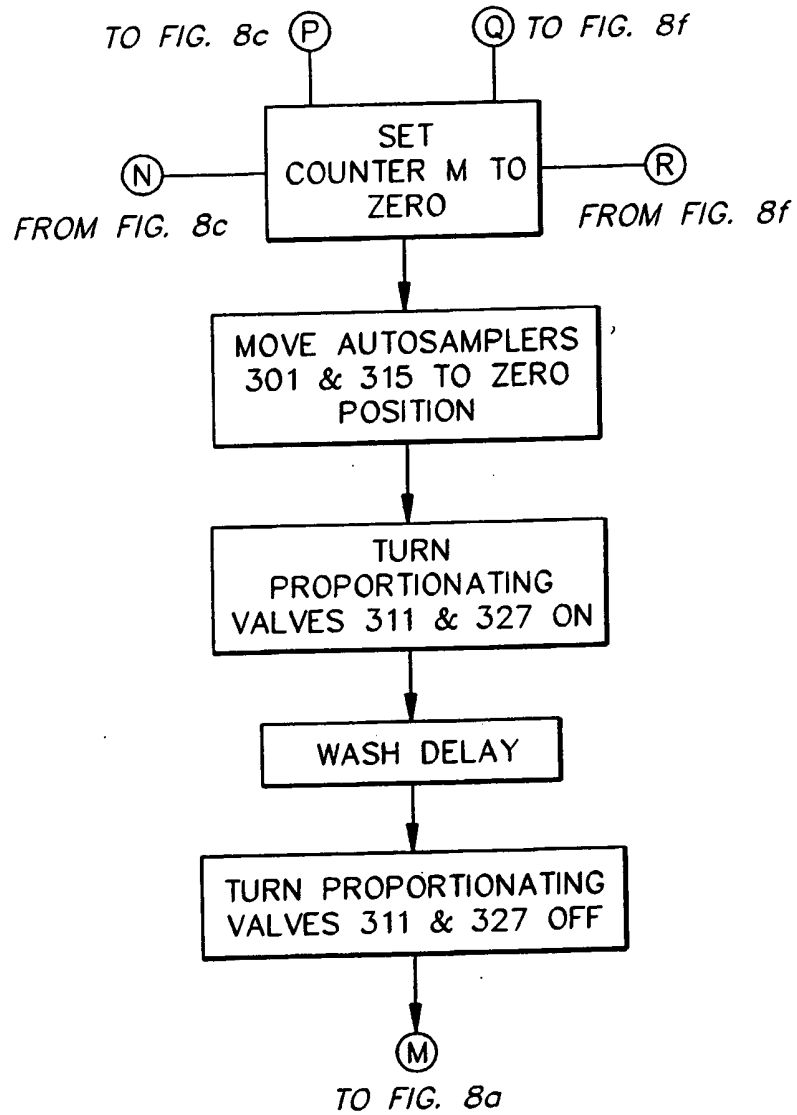 TO FIG. 8c P
Q TO FIG. 8f
SET
COUNTER M TO
ZERO
N
FROM FIG. 8c
R
FROM FIG. 8f
MOVE AUTOSAMPLERS
301 & 315 TO ZERO
POSITION
TURN
PROPORTIONATING
VALVES 311 & 327 ON
WASH DELAY
TURN PROPORTIONATING
VALVES 311 & 327 OFF
M
TO FIG. 8a